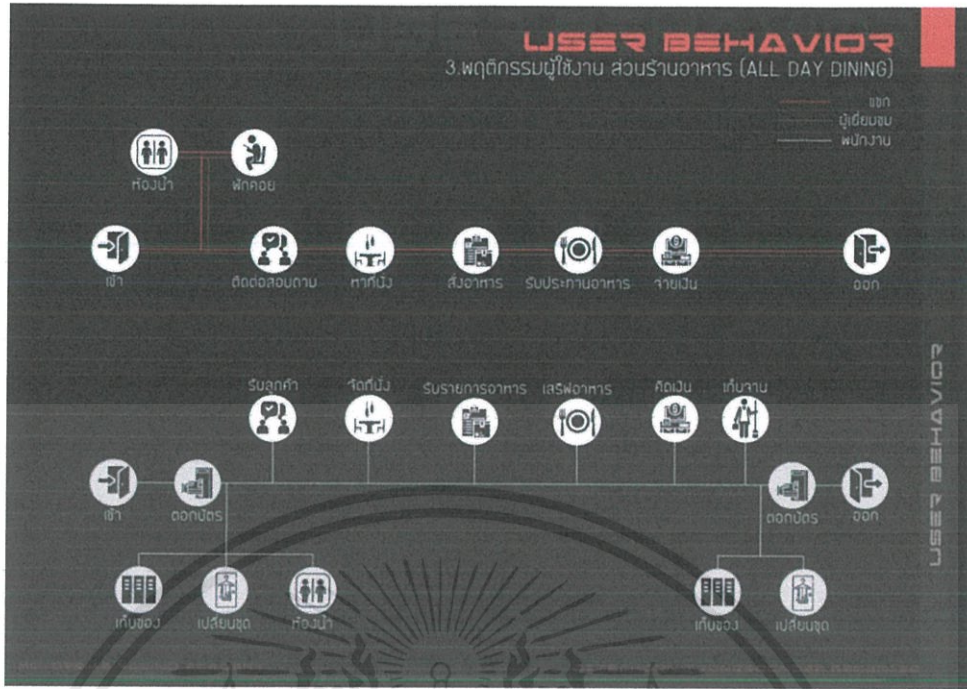 USER BEHAVIOR
3.พฤติกรรมผู้ใช้งาน ส่วนร้านอาหาร (ALL DAY DINING)
แขก
ผู้เยี่ยมชม
พนักงาน
ห้องน้ำ พักคอย
เข้า ติดต่อสอบถาม หาที่นั่ง สั่งอาหาร รับประทานอาหาร จ่ายเงิน ออก
รับลูกค้า จัดที่นั่ง รับรายการอาหาร เสริฟอาหาร คิดเงิน เก็บจาน
เข้า ตอกบัตร ตอกบัตร ออก
เก็บของ เปลี่ยนชุด ห้องน้ำ เก็บของ เปลี่ยนชุด
USER BEHAVIOR